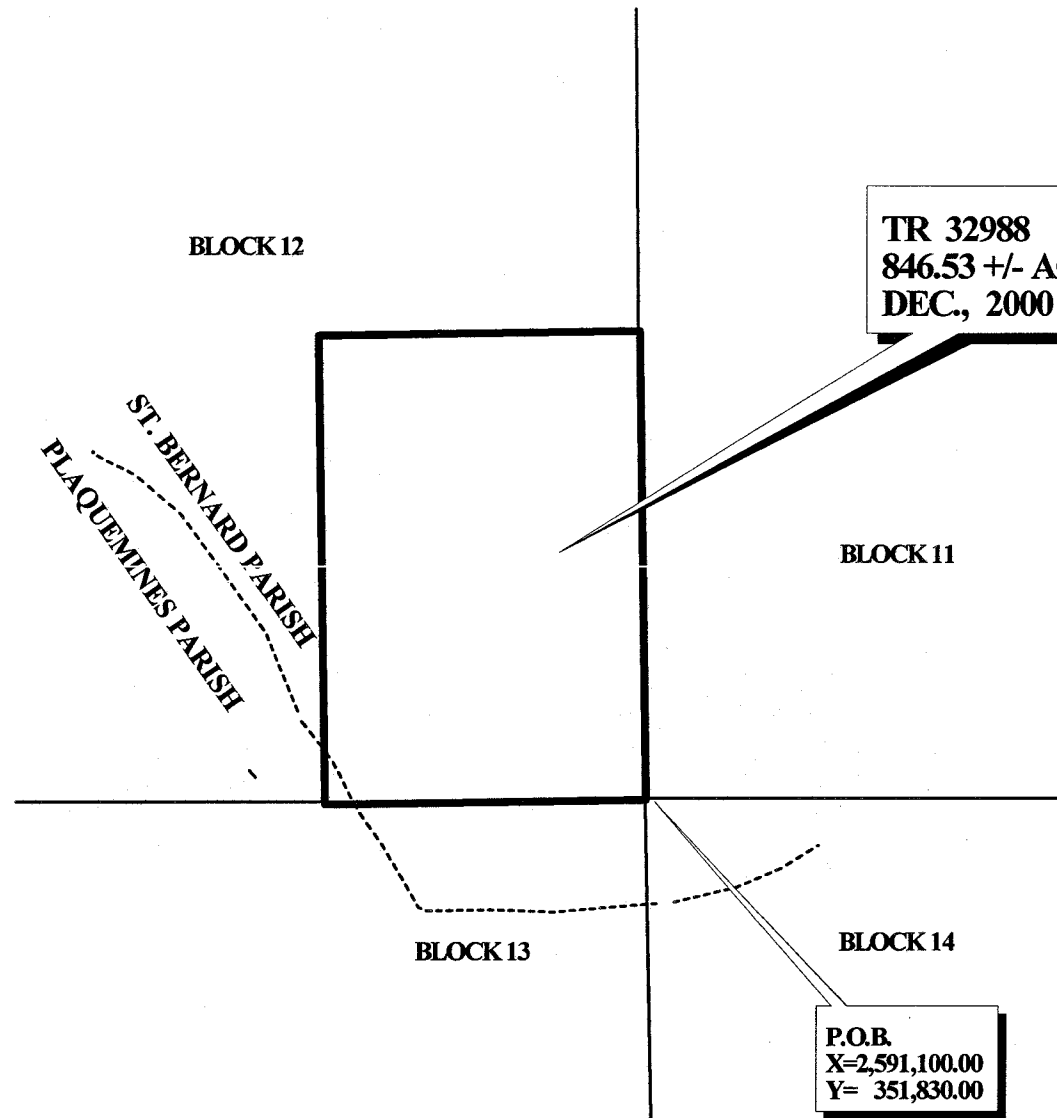 BLOCK 12
TR 32988
846.53 +/-
DEC., 2000
ST. BERNARD PARISH
PLAQUEMINES PARISH
BLOCK 11
BLOCK 13
BLOCK 14
P.O.B.
X=2,591,100.00
Y= 351,830.00